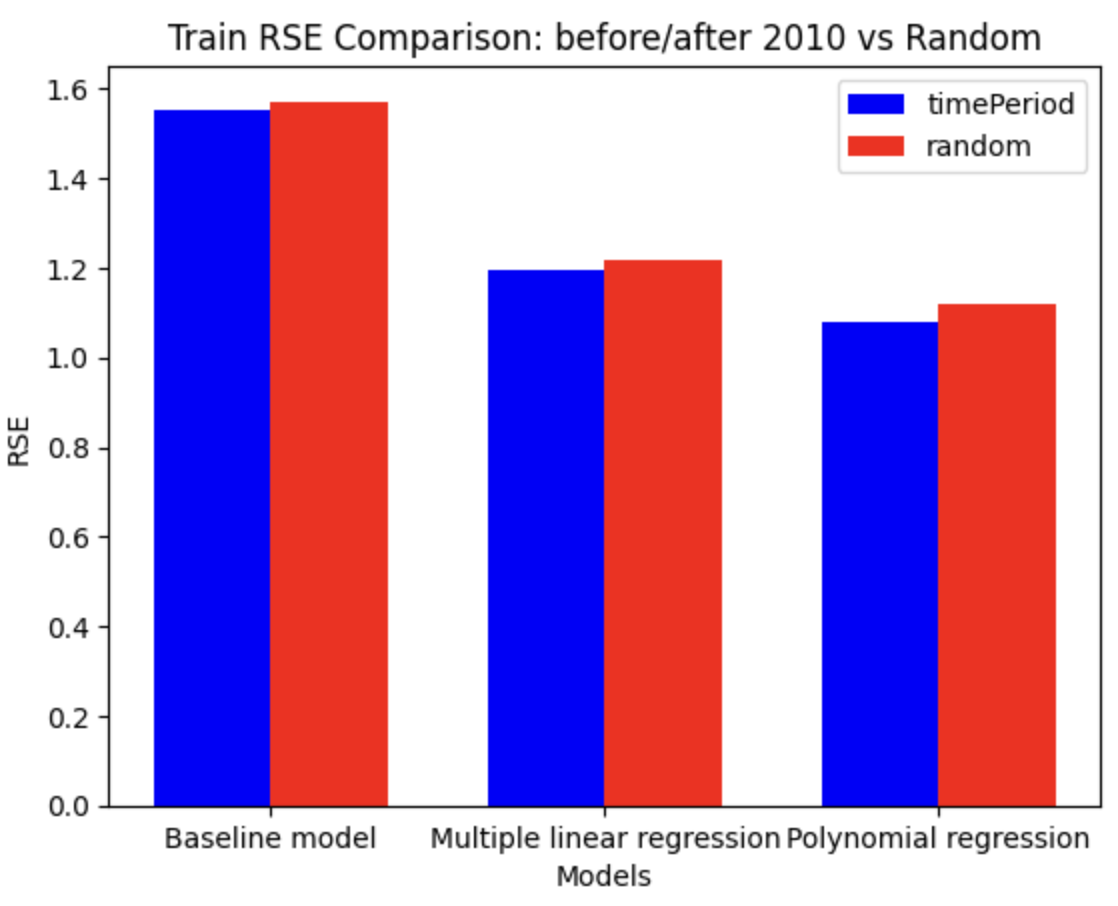 Train RSE Comparison: before/after 2010 vs Random
timePeriod
random
RSE
1.6
1.4
1.2
1.0
0.8
0.6
0.4
0.2
0.0
Baseline model
Multiple linear regression
Polynomial regression
Models